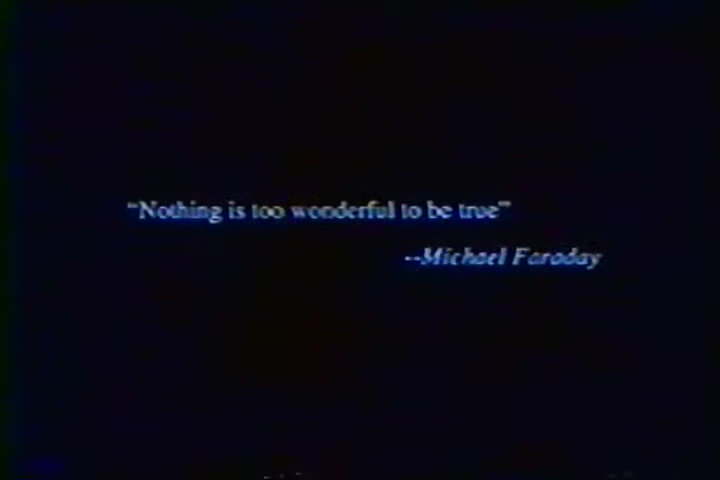 “Nothing is too wonderful to be true”
--Michael Faraday